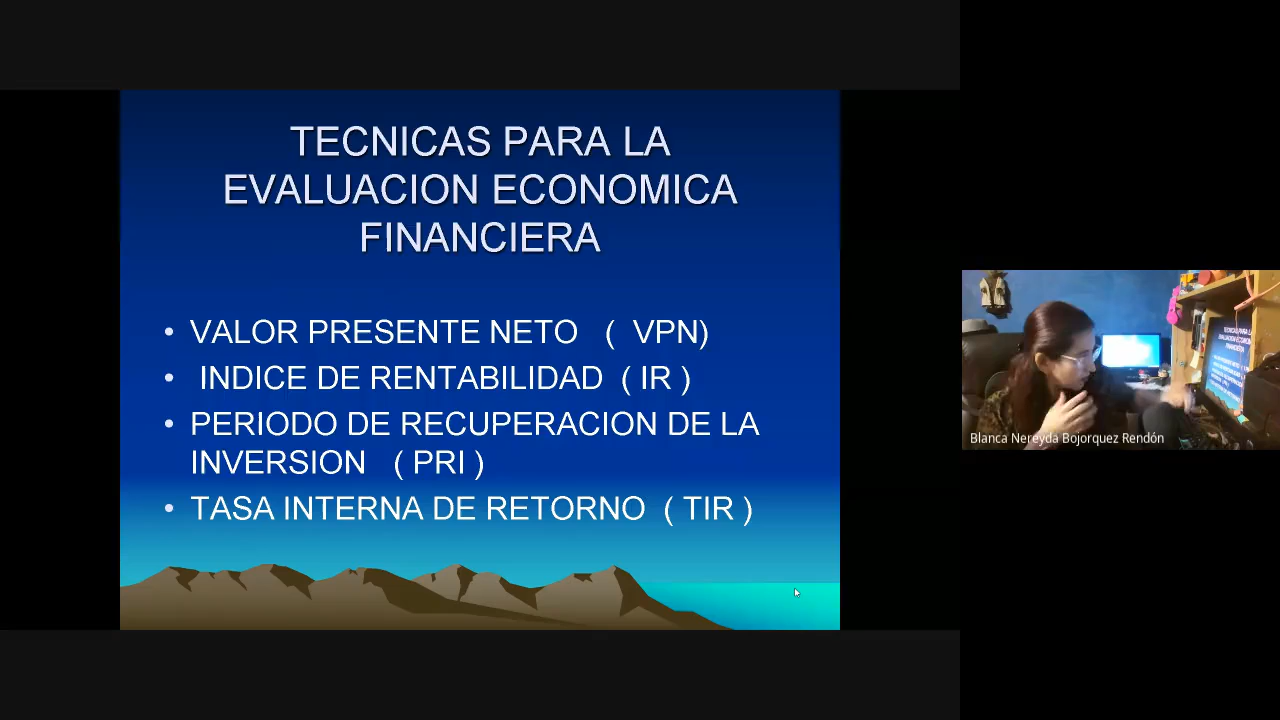 TECNICAS PARA LA
EVALUACION ECONOMICA
FINANCIERA
• VALOR PRESENTE NETO ( VPN)
• INDICE DE RENTABILIDAD ( IR )
• PERIODO DE RECUPERACION DE LA
INVERSION ( PRI )
• TASA INTERNA DE RETORNO ( TIR )
Blanca Nereyda Bojorquez Rendón